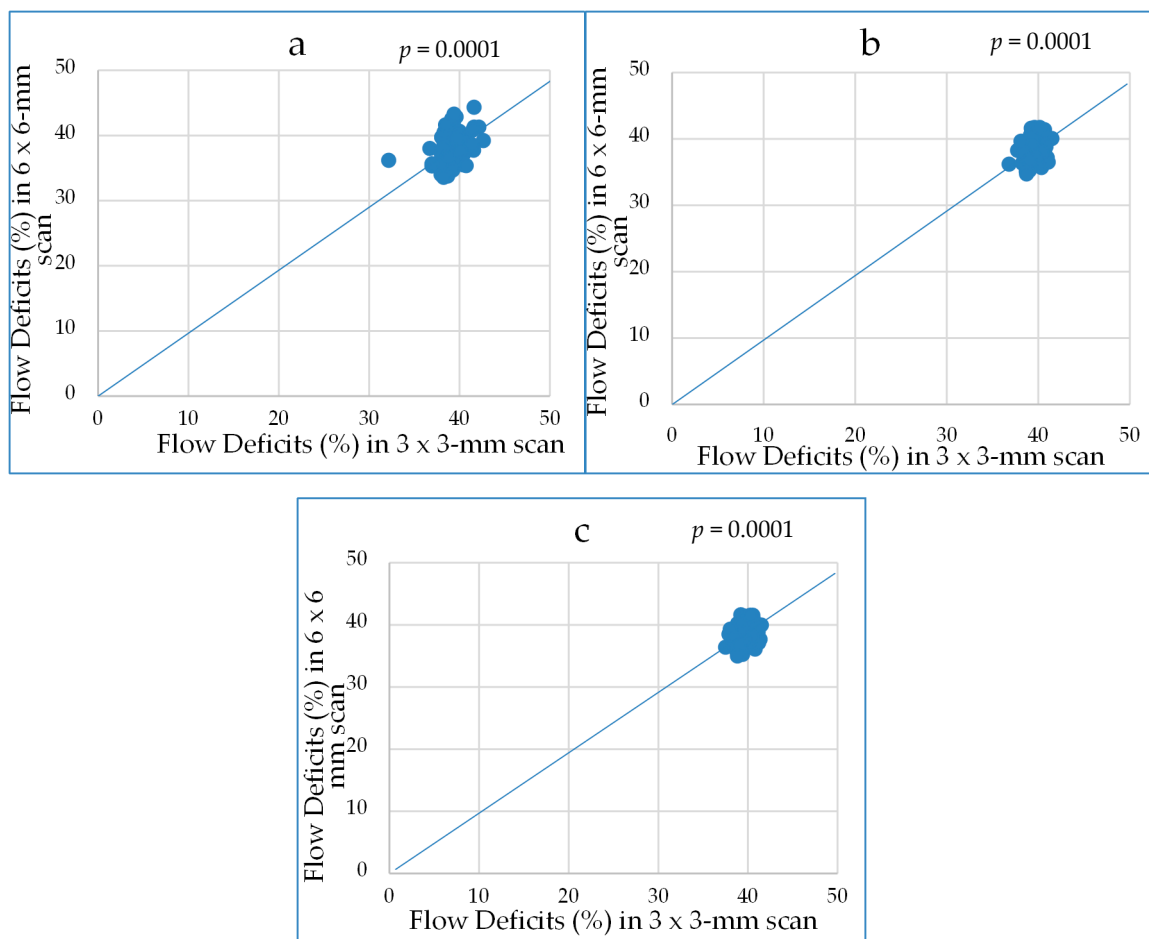 a
p = 0.0001
50
40
30
20
10
0
0 10 20 30 40 50
Flow Deficits (%) in 6 x 6-mm
scan
Flow Deficits (%) in 3 x 3-mm scan
b
p = 0.0001
50
40
30
20
10
0
0 10 20 30 40 50
Flow Deficits (%) in 6 x 6-mm
scan
Flow Deficits (%) in 3 x 3-mm scan
c
p = 0.0001
50
40
30
20
10
0
0 10 20 30 40 50
Flow Deficits (%) in 6 x 6
mm scan
Flow Deficits (%) in 3 x 3-mm scan